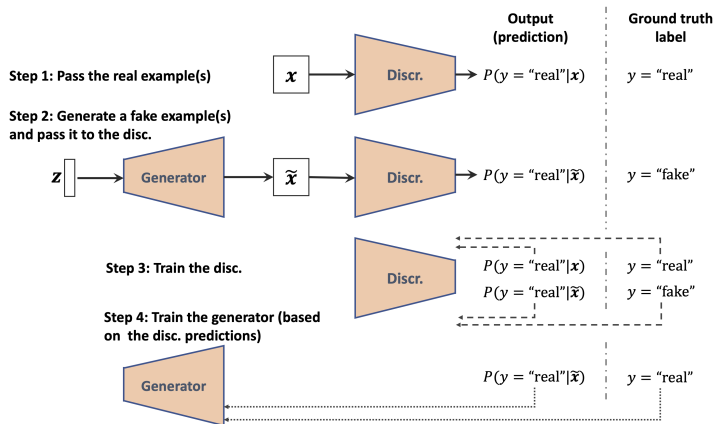 Output
(prediction)
Ground truth
label
Step 1: Pass the real example(s)
x
Discr.
P(y = “real”|x)
y = “real”
Step 2: Generate a fake example(s)
and pass it to the disc.
z
Generator
x̃
Discr.
P(y = “real”|x̃)
y = “fake”
Step 3: Train the disc.
Discr.
P(y = “real”|x)
y = “real”
P(y = “real”|x̃)
y = “fake”
Step 4: Train the generator (based
on the disc. predictions)
Generator
P(y = “real”|x̃)
y = “real”